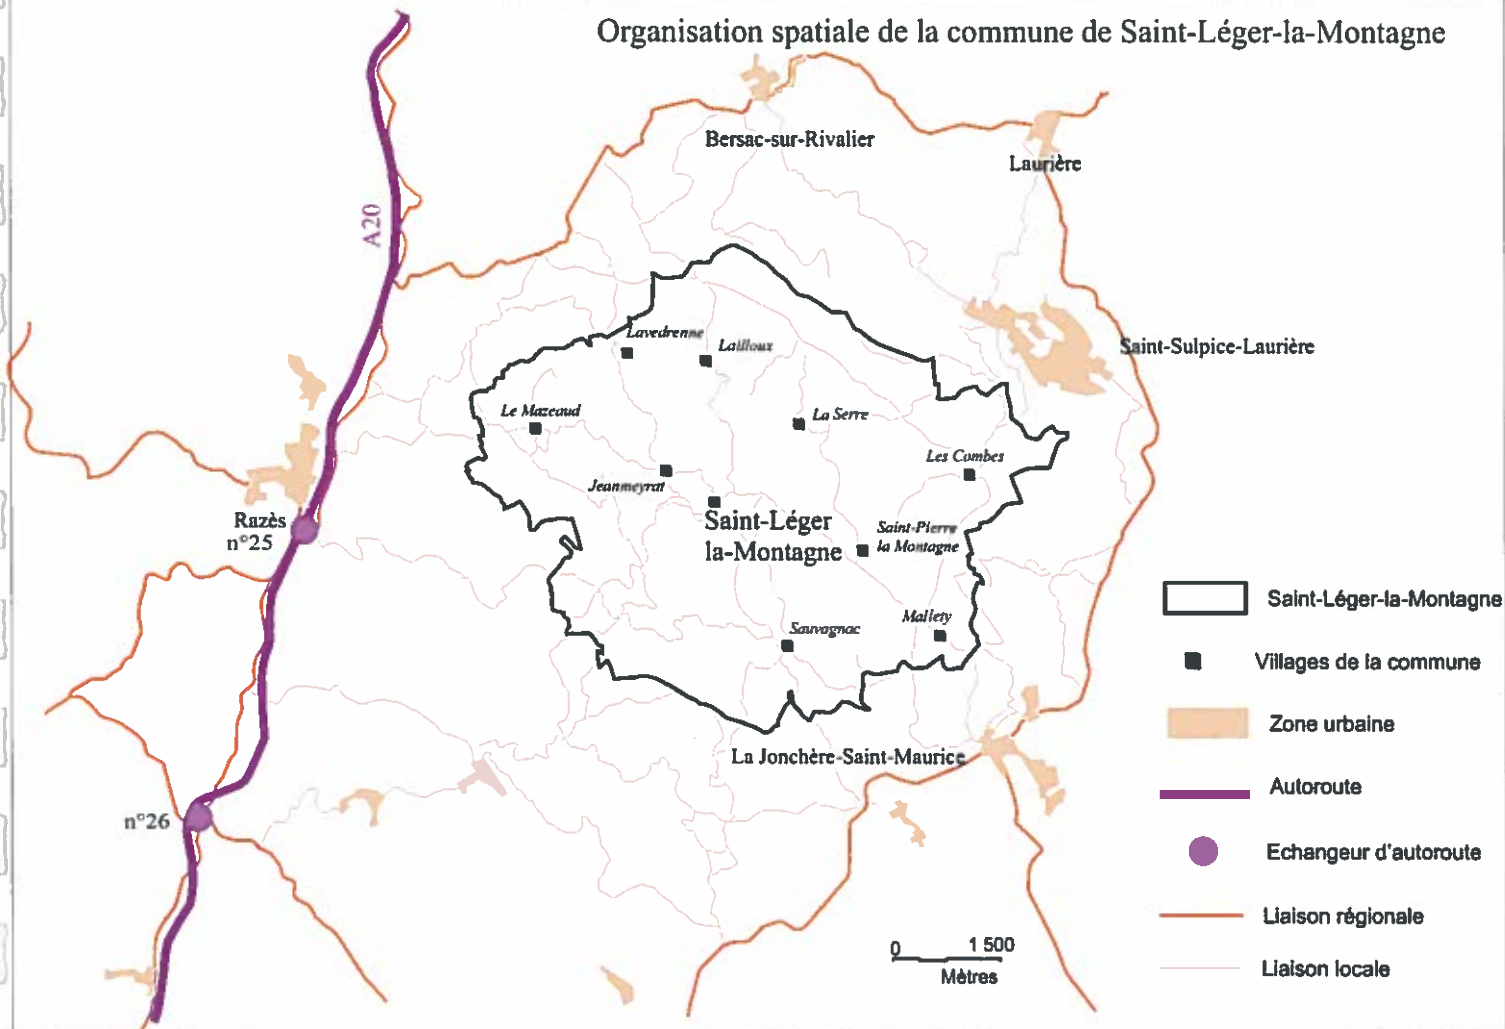 Organisation spatiale de la commune de Saint-Léger-la-Montagne
Bersac-sur-Rivalier
Laurière
A20
Lavedrenne
Lailloux
Saint-Sulpice-Laurière
Le Mazeaud
La Serre
Les Combes
Jeanmeyrat
Razès
n°25
Saint-Léger
la-Montagne
Saint-Pierre
la Montagne
Mallety
Sauvagnac
La Jonchère-Saint-Maurice
n°26
Saint-Léger-la-Montagne
Villages de la commune
Zone urbaine
Autoroute
Echangeur d'autoroute
Liaison régionale
Liaison locale
0 1 500
Mètres